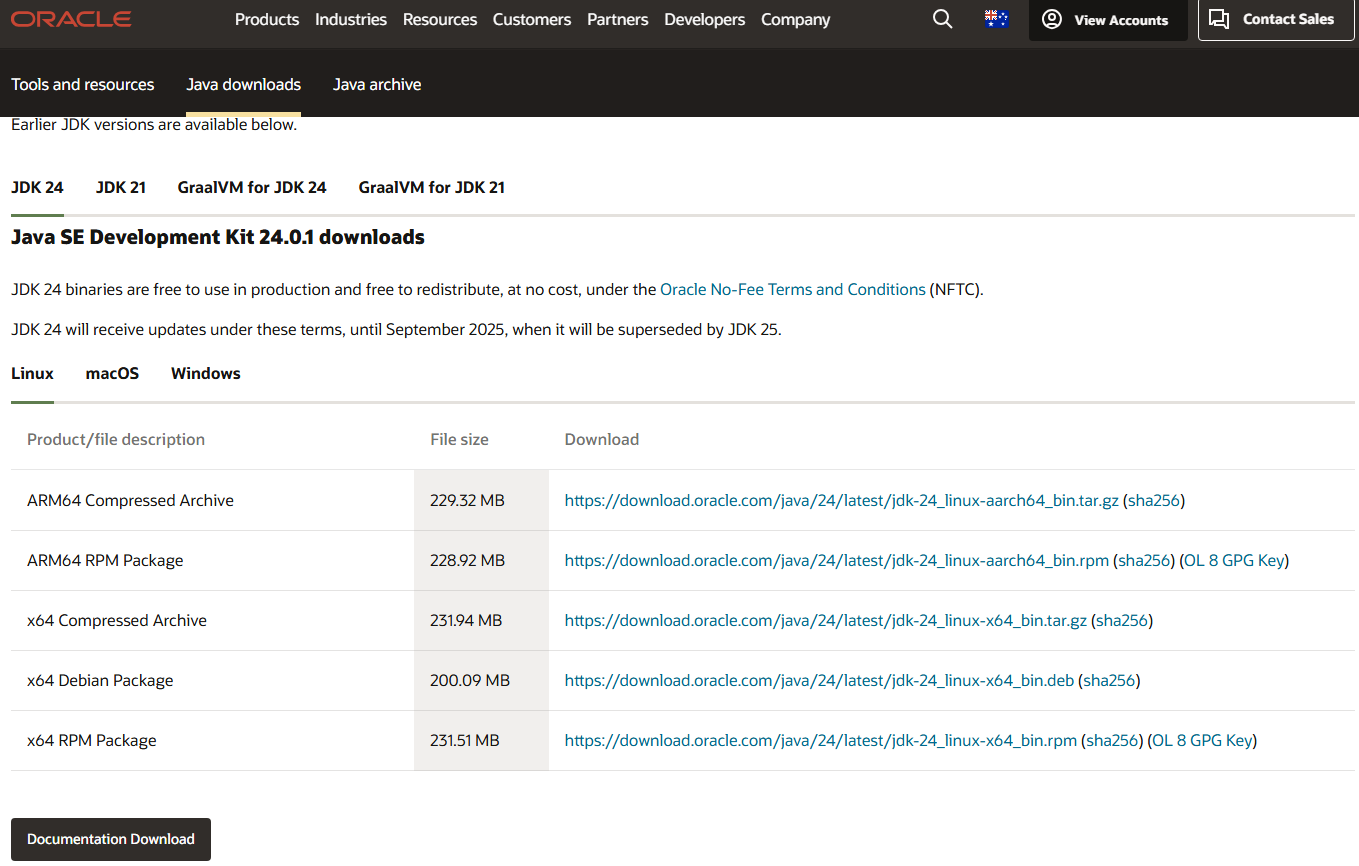 ORACLE Products Industries Resources Customers Partners Developers Company View Accounts Contact Sales
Tools and resources Java downloads Java archive
Earlier JDK versions are available below.
JDK 24 JDK 21 GraalVM for JDK 24 GraalVM for JDK 21
Java SE Development Kit 24.0.1 downloads
JDK 24 binaries are free to use in production and free to redistribute, at no cost, under the Oracle No-Fee Terms and Conditions (NFTC).
JDK 24 will receive updates under these terms, until September 2025, when it will be superseded by JDK 25.
Linux macOS Windows
Product/file description File size Download
ARM64 Compressed Archive 229.32 MB https://download.oracle.com/java/24/latest/jdk-24_linux-aarch64_bin.tar.gz (sha256)
ARM64 RPM Package 228.92 MB https://download.oracle.com/java/24/latest/jdk-24_linux-aarch64_bin.rpm (sha256) (OL 8 GPG Key)
x64 Compressed Archive 231.94 MB https://download.oracle.com/java/24/latest/jdk-24_linux-x64_bin.tar.gz (sha256)
x64 Debian Package 200.09 MB https://download.oracle.com/java/24/latest/jdk-24_linux-x64_bin.deb (sha256)
x64 RPM Package 231.51 MB https://download.oracle.com/java/24/latest/jdk-24_linux-x64_bin.rpm (sha256) (OL 8 GPG Key)
Documentation Download